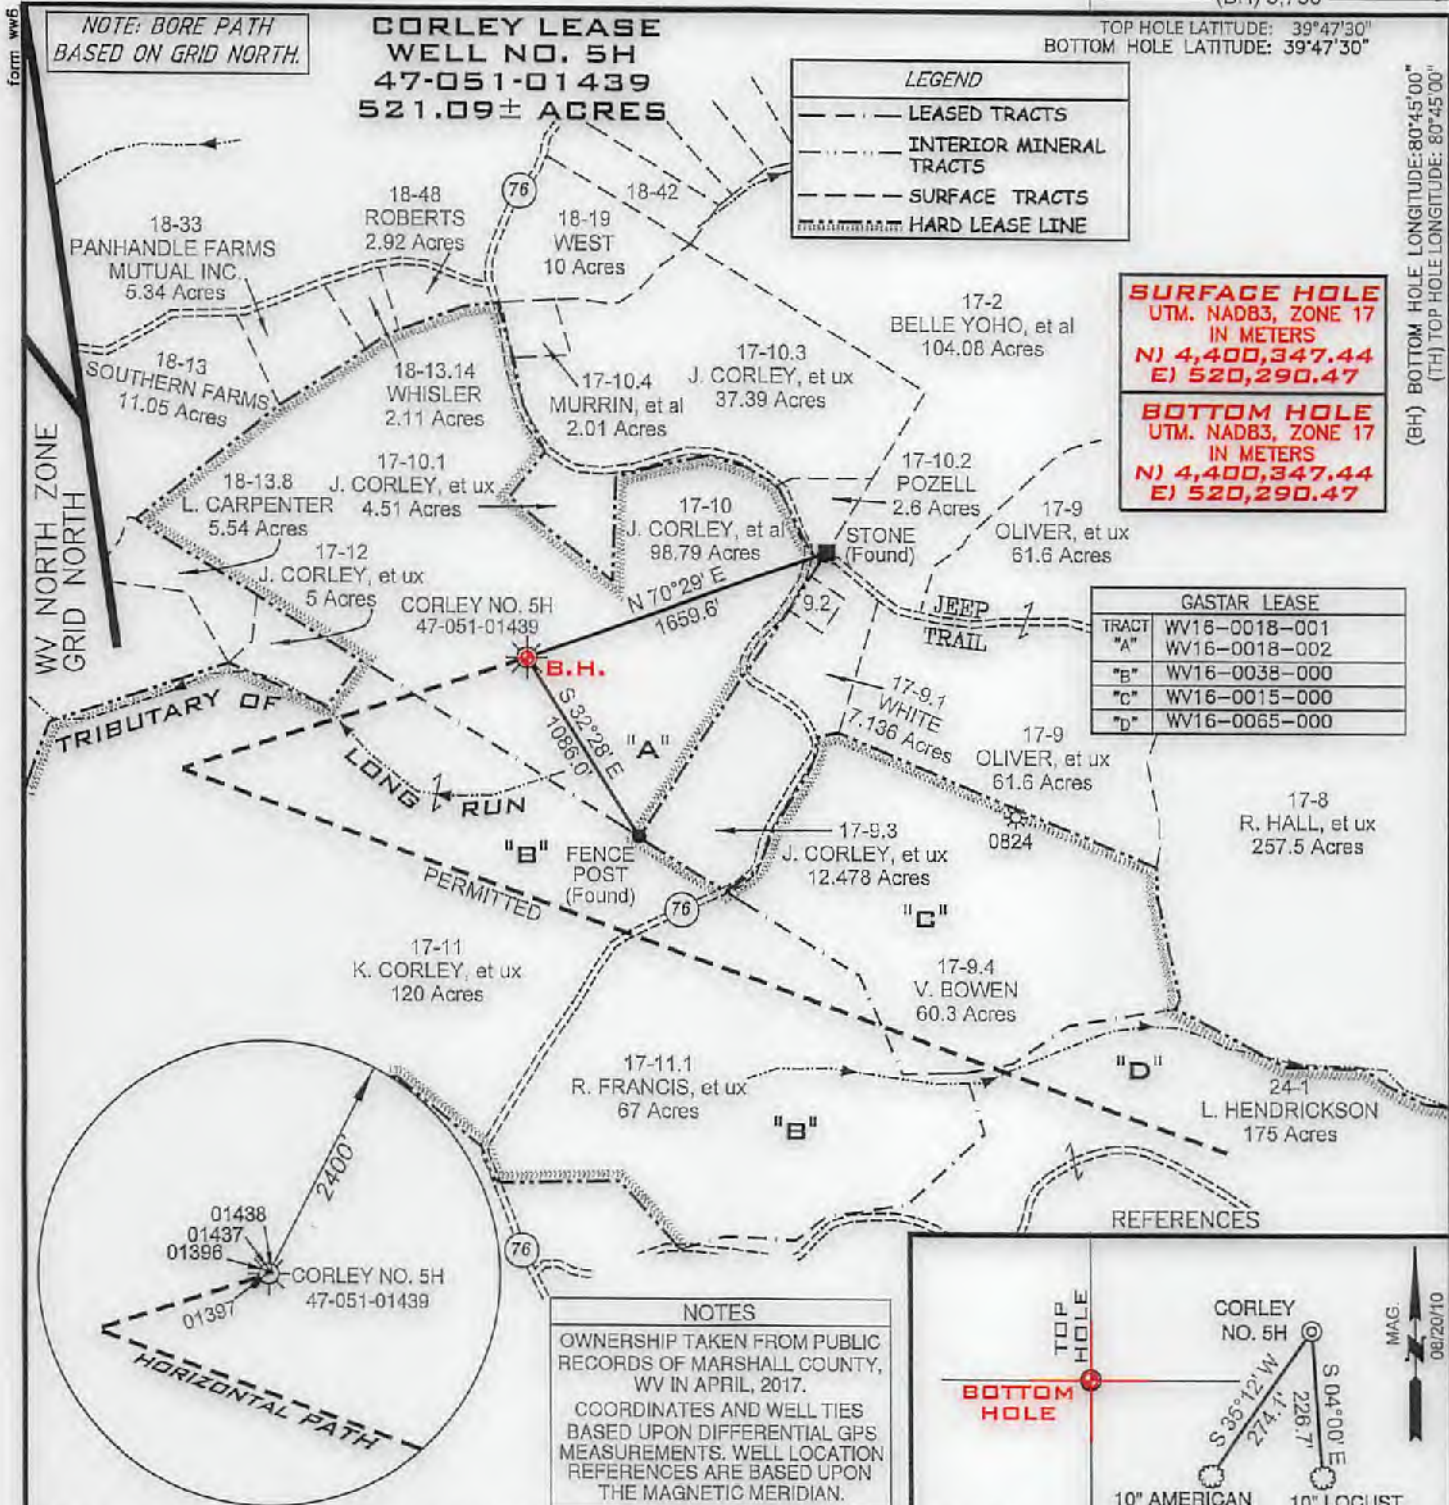 form ww6
NOTE: BORE PATH
BASED ON GRID NORTH.
CORLEY LEASE
WELL NO. 5H
47-051-01439
521.09± ACRES
TOP HOLE LATITUDE: 39°47'30"
BOTTOM HOLE LATITUDE: 39°47'30"
(BH) BOTTOM HOLE LONGITUDE:80°45'00"
(TH) TOP HOLE LONGITUDE: 80°45'00"
LEGEND
LEASED TRACTS
INTERIOR MINERAL
TRACTS
SURFACE TRACTS
HARD LEASE LINE
18-33
PANHANDLE FARMS
MUTUAL INC.
5.34 Acres
18-48
ROBERTS
2.92 Acres
76
18-19
WEST
10 Acres
18-42
17-2
BELLE YOHO, et al
104.08 Acres
SURFACE HOLE
UTM. NAD83, ZONE 17
IN METERS
N) 4,400,347.44
E) 520,290.47
BOTTOM HOLE
UTM. NAD83, ZONE 17
IN METERS
N) 4,400,347.44
E) 520,290.47
18-13
SOUTHERN FARMS
11.05 Acres
18-13.14
WHISLER
2.11 Acres
17-10.4
MURRIN, et al
2.01 Acres
17-10.3
J. CORLEY, et ux
37.39 Acres
WV NORTH ZONE
GRID NORTH
18-13.8
L. CARPENTER
5.54 Acres
17-10.1
J. CORLEY, et ux
4.51 Acres
17-10
J. CORLEY, et al
98.79 Acres
17-10.2
POZELL
2.6 Acres
STONE
(Found)
17-9
OLIVER, et ux
61.6 Acres
17-12
J. CORLEY, et ux
5 Acres
CORLEY NO. 5H
47-051-01439
B.H.
N 70°29' E
1659.6'
9.2
JEEP
TRAIL
GASTAR LEASE
TRACT "A" WV16-0018-001
WV16-0018-002
"B" WV16-0038-000
"C" WV16-0015-000
"D" WV16-0065-000
TRIBUTARY OF
LONG RUN
S 32°28' E
1086.0'
"A"
17-9.1
WHITE
7.136 Acres
17-9
OLIVER, et ux
61.6 Acres
0824
17-8
R. HALL, et ux
257.5 Acres
"B"
FENCE
POST
(Found)
PERMITTED
17-9.3
J. CORLEY, et ux
12.478 Acres
76
"C"
17-11
K. CORLEY, et ux
120 Acres
17-9.4
V. BOWEN
60.3 Acres
17-11.1
R. FRANCIS, et ux
67 Acres
"B"
"D"
24-1
L. HENDRICKSON
175 Acres
2400'
01438
01437
01396
01397
CORLEY NO. 5H
47-051-01439
HORIZONTAL PATH
76
NOTES
OWNERSHIP TAKEN FROM PUBLIC
RECORDS OF MARSHALL COUNTY,
WV IN APRIL, 2017.
COORDINATES AND WELL TIES
BASED UPON DIFFERENTIAL GPS
MEASUREMENTS. WELL LOCATION
REFERENCES ARE BASED UPON
THE MAGNETIC MERIDIAN.
REFERENCES
TOP
HOLE
BOTTOM
HOLE
CORLEY
NO. 5H
S 35°12' W
274.1'
S 04°00' E
226.7'
MAG.
08/20/10
10" AMERICAN
10" LOCUST